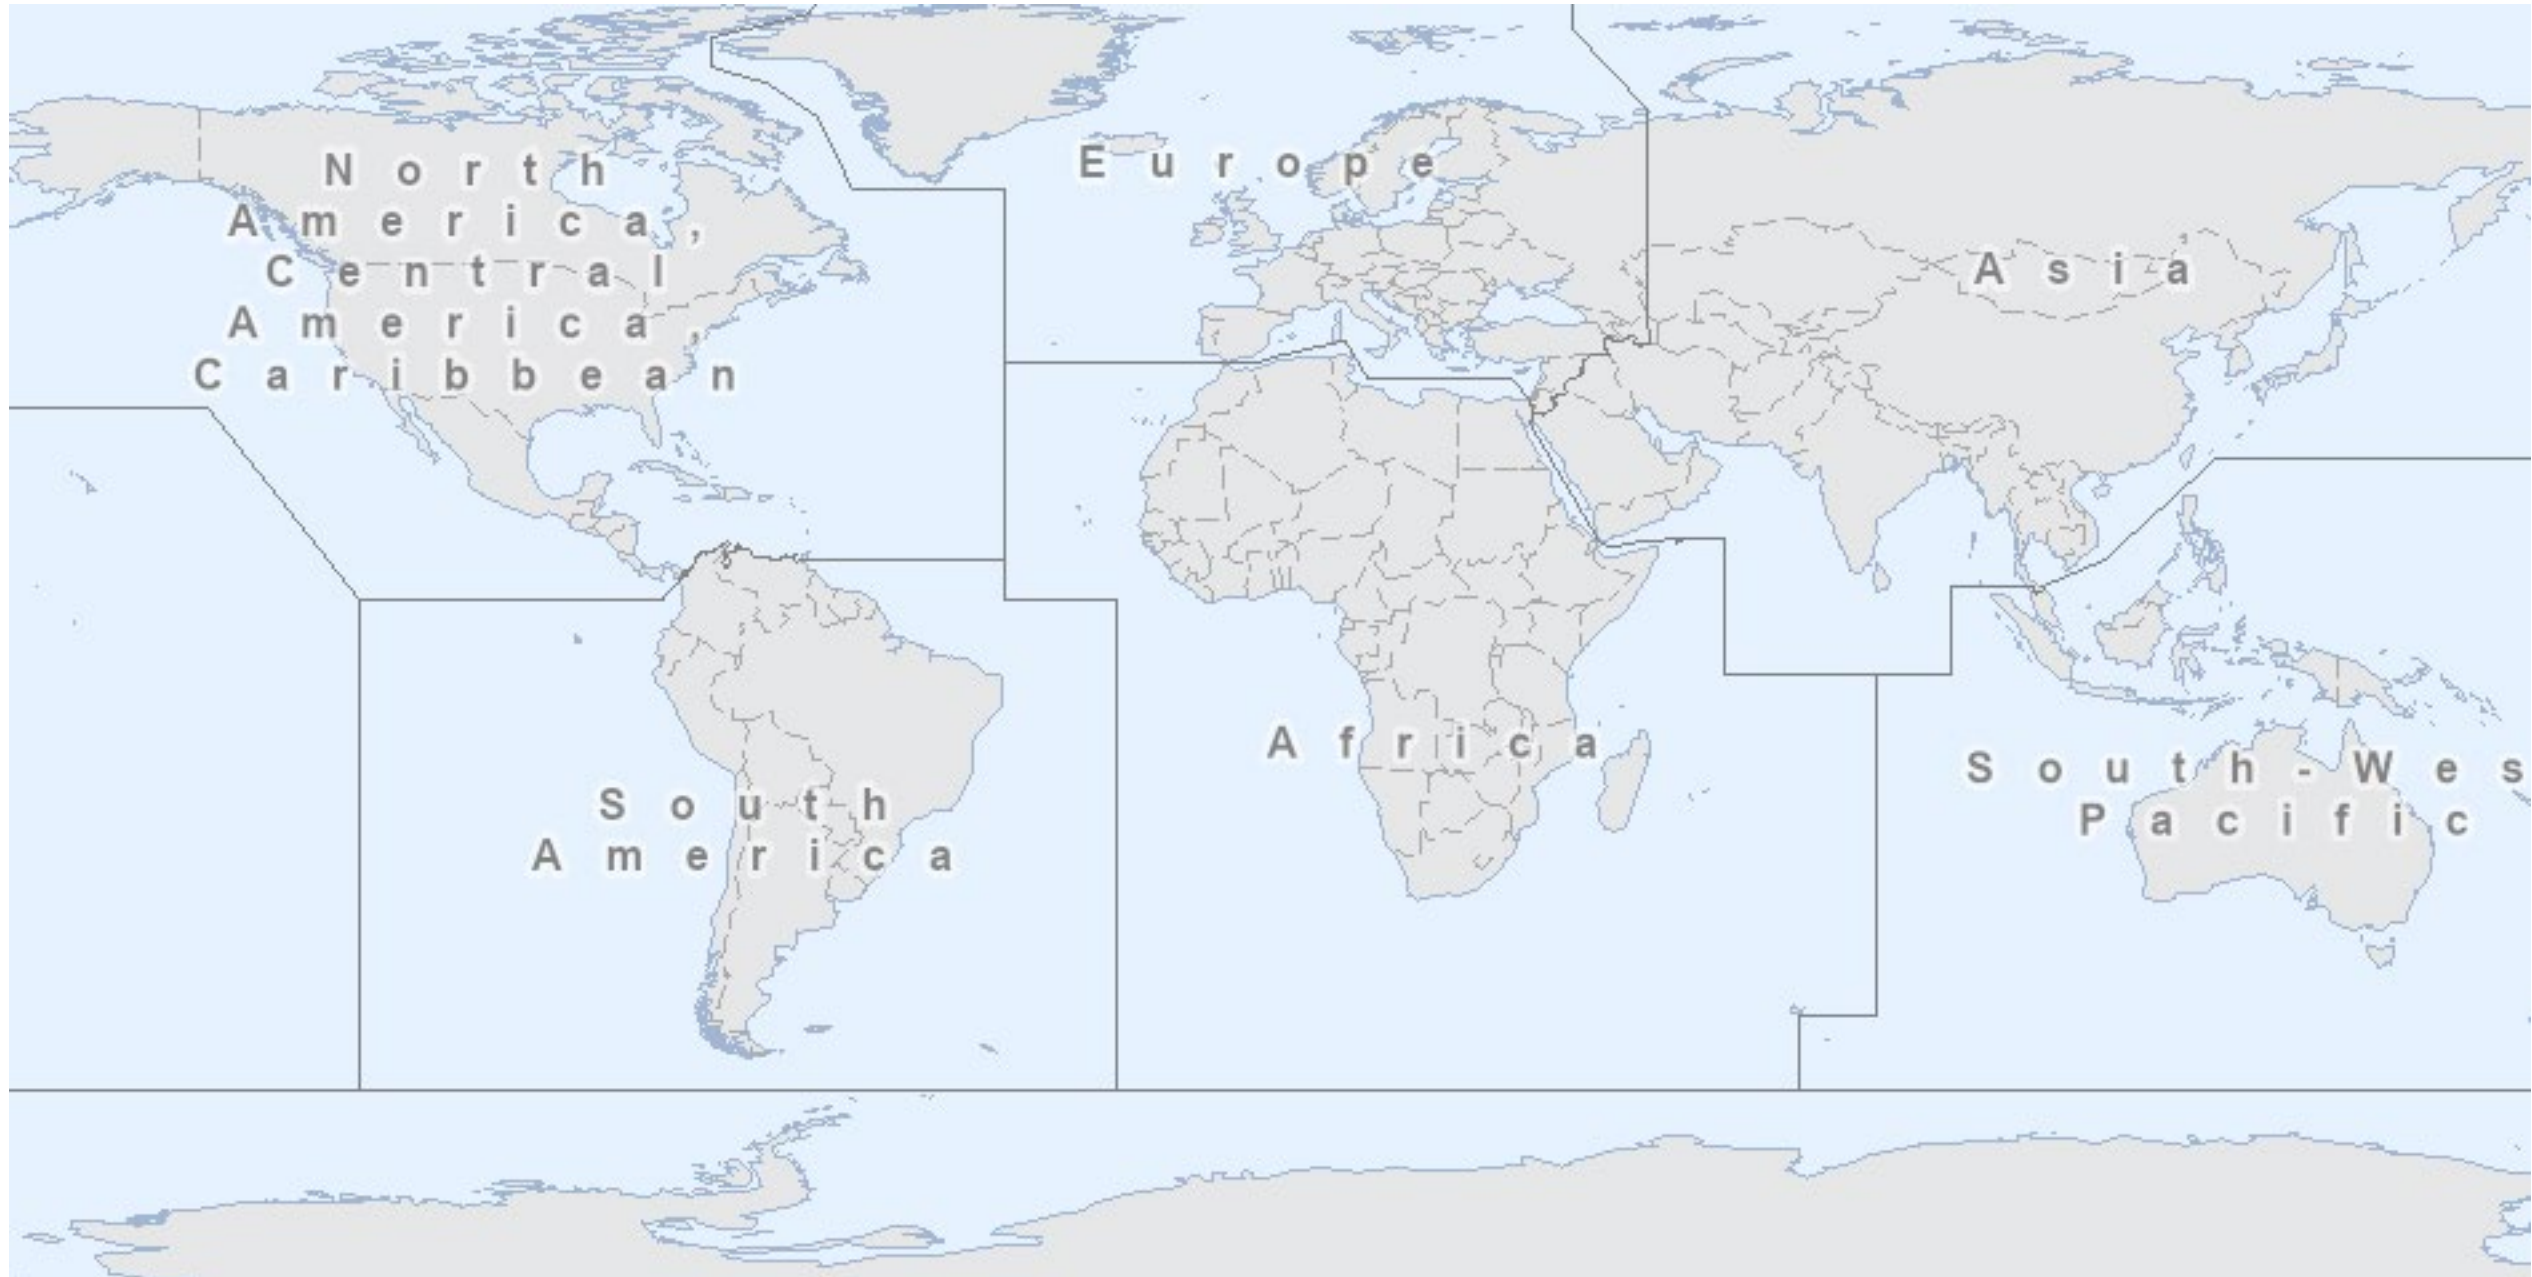 North
America,
Central
America,
Caribbean
Europe
Asia
Africa
South
America
South-Wes
Pacific